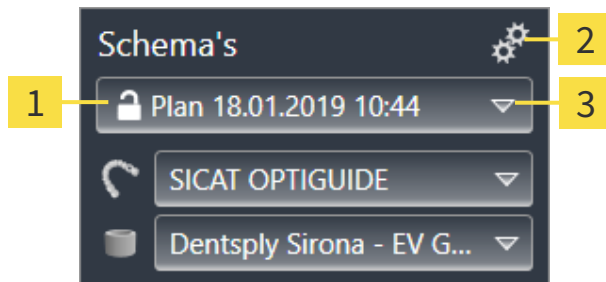 Schema's
2
1
Plan 18.01.2019 10:44
3
SICAT OPTIGUIDE
Dentsply Sirona - EV G...